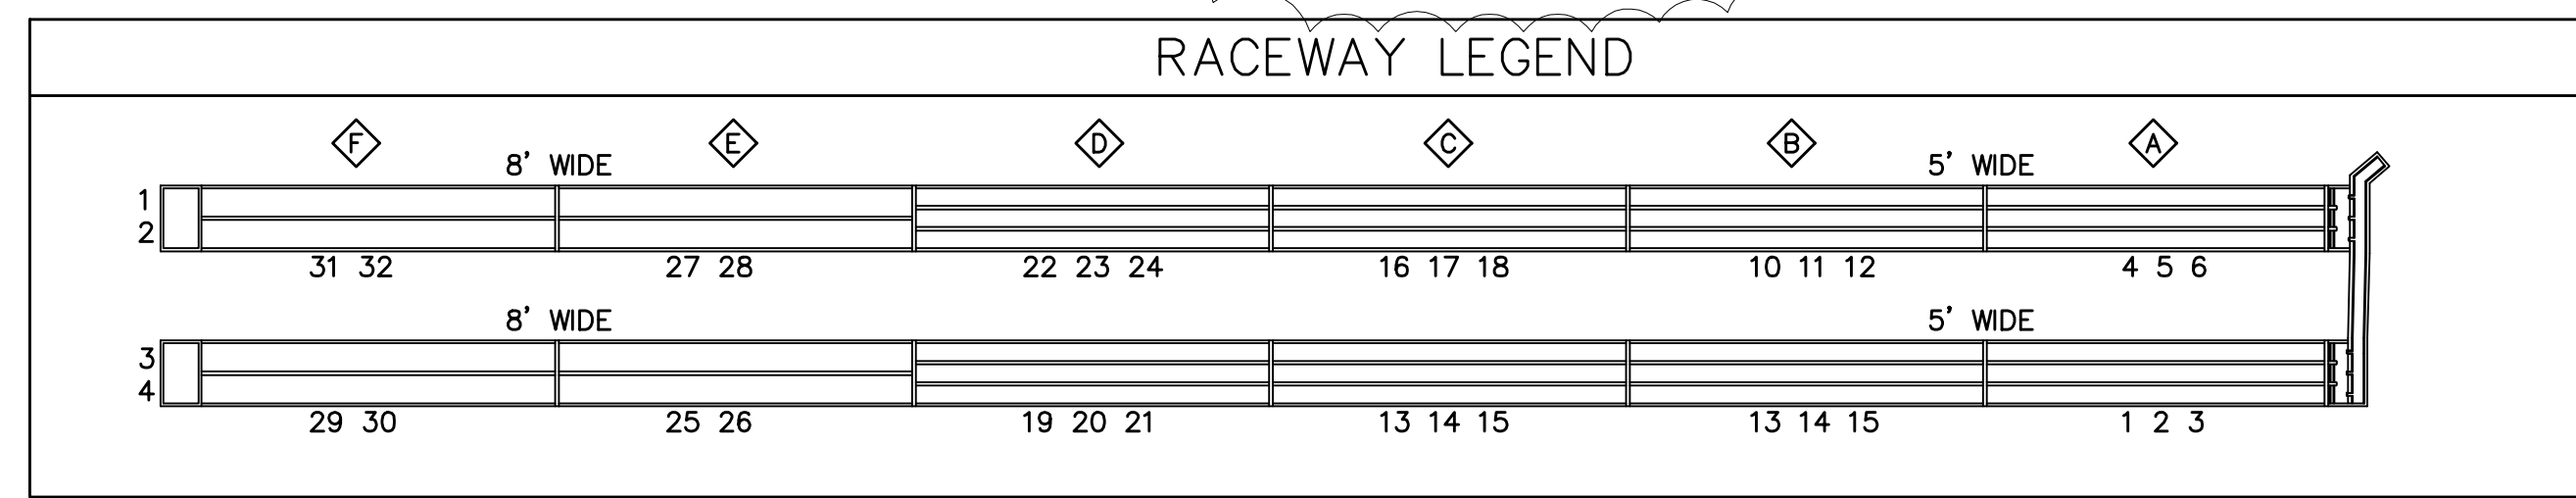 RACEWAY LEGEND
F E D C B A
8' WIDE 5' WIDE
1
2
31 32 27 28 22 23 24 16 17 18 10 11 12 4 5 6
8' WIDE 5' WIDE
3
4
29 30 25 26 19 20 21 13 14 15 13 14 15 1 2 3